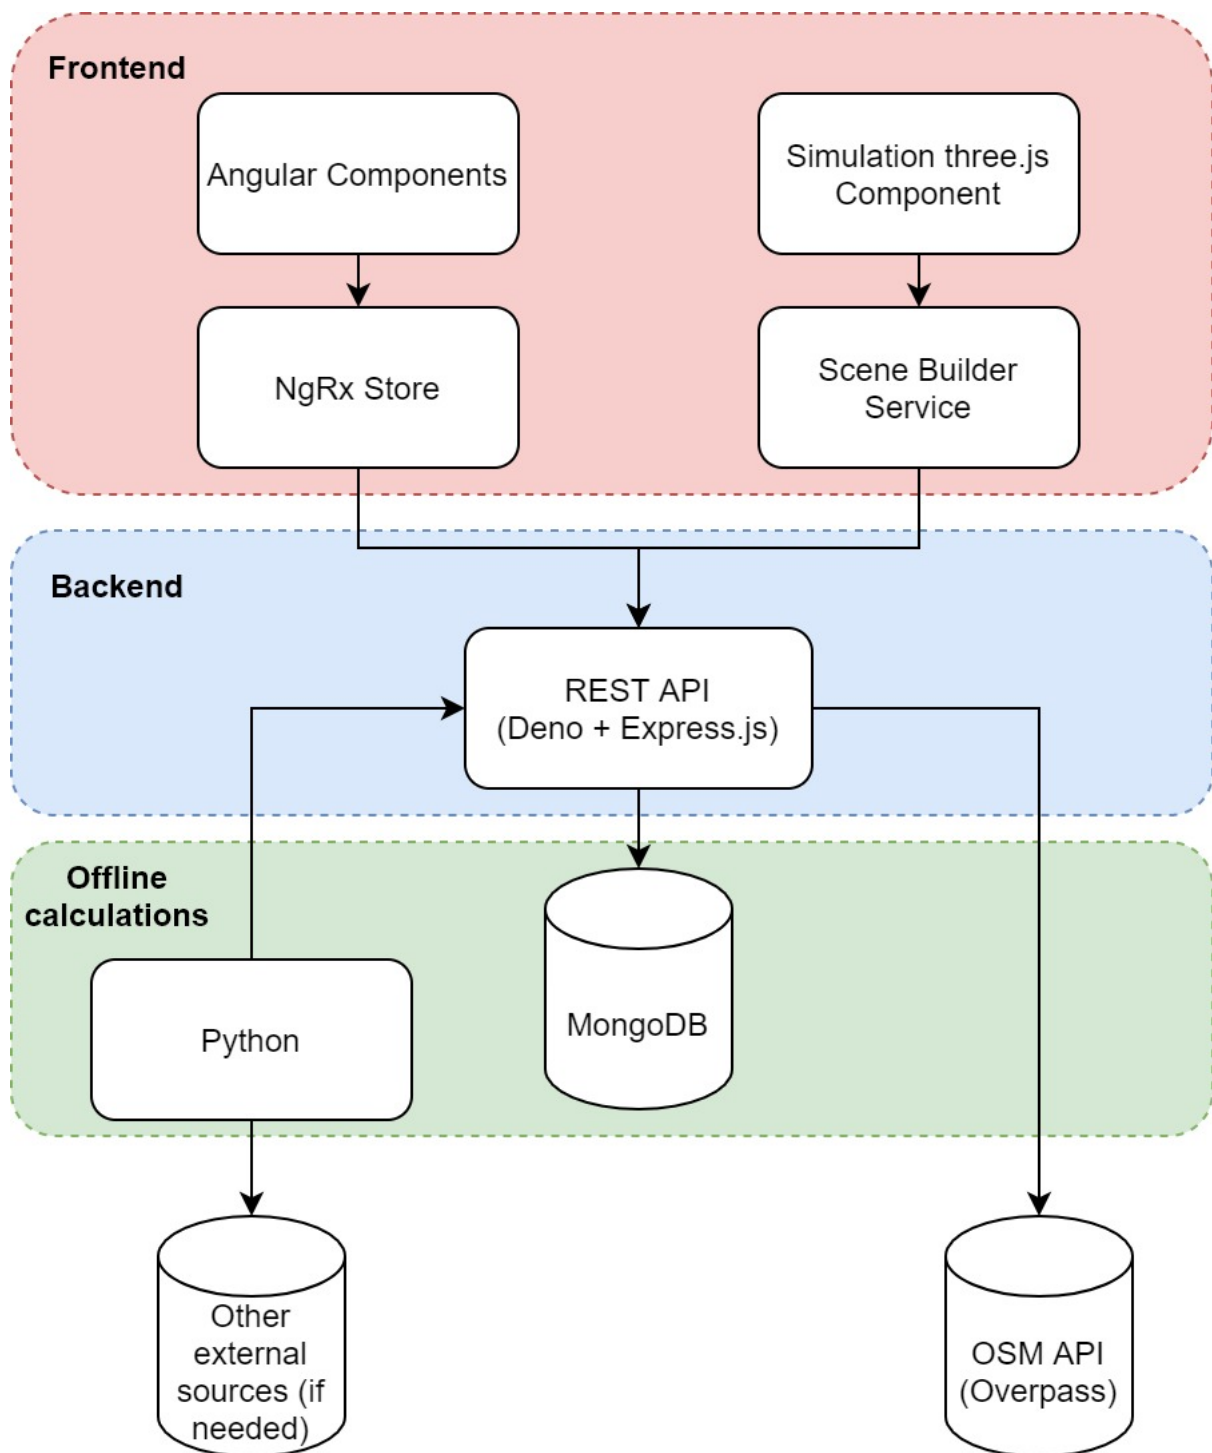 Frontend
Angular Components
Simulation three.js
Component
NgRx Store
Scene Builder
Service
Backend
REST API
(Deno + Express.js)
Offline
calculations
Python
MongoDB
Other
external
sources (if
needed)
OSM API
(Overpass)